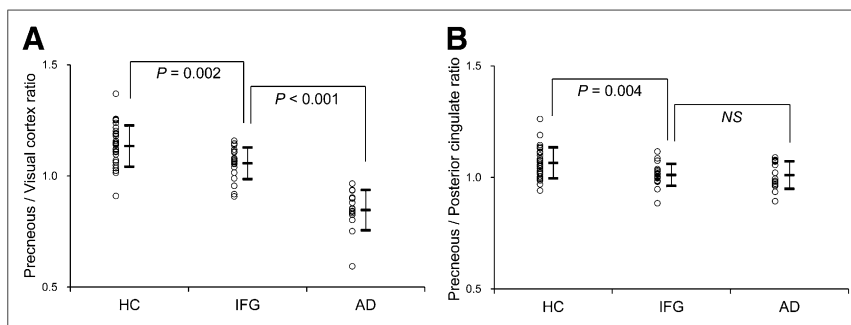 A
Precneous / Visual cortex ratio
1.5
1.0
0.5
P = 0.002
P < 0.001
HC
IFG
AD
B
Precneous / Posterior cingulate ratio
1.5
1.0
0.5
P = 0.004
NS
HC
IFG
AD